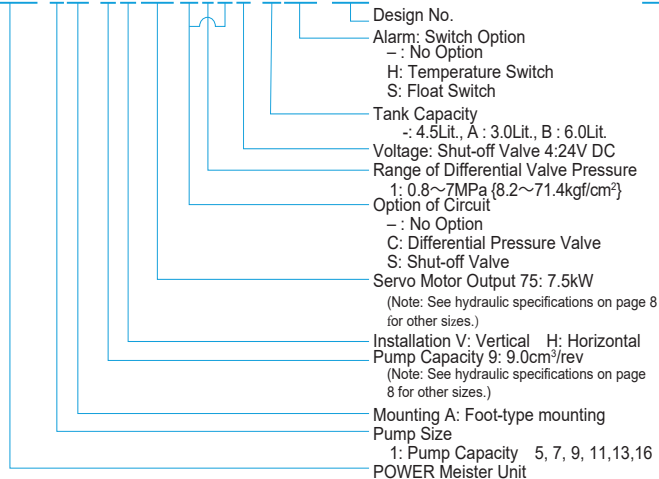 Design No.
Alarm: Switch Option
– : No Option
H: Temperature Switch
S: Float Switch
Tank Capacity
-: 4.5Lit., A : 3.0Lit., B : 6.0Lit.
Voltage: Shut-off Valve 4:24V DC
Range of Differential Valve Pressure
1: 0.8～7MPa {8.2～71.4kgf/cm²}
Option of Circuit
– : No Option
C: Differential Pressure Valve
S: Shut-off Valve
Servo Motor Output 75: 7.5kW
(Note: See hydraulic specifications on page 8
for other sizes.)
Installation V: Vertical H: Horizontal
Pump Capacity 9: 9.0cm³/rev
(Note: See hydraulic specifications on page
8 for other sizes.)
Mounting A: Foot-type mounting
Pump Size
1: Pump Capacity 5, 7, 9, 11,13,16
POWER Meister Unit